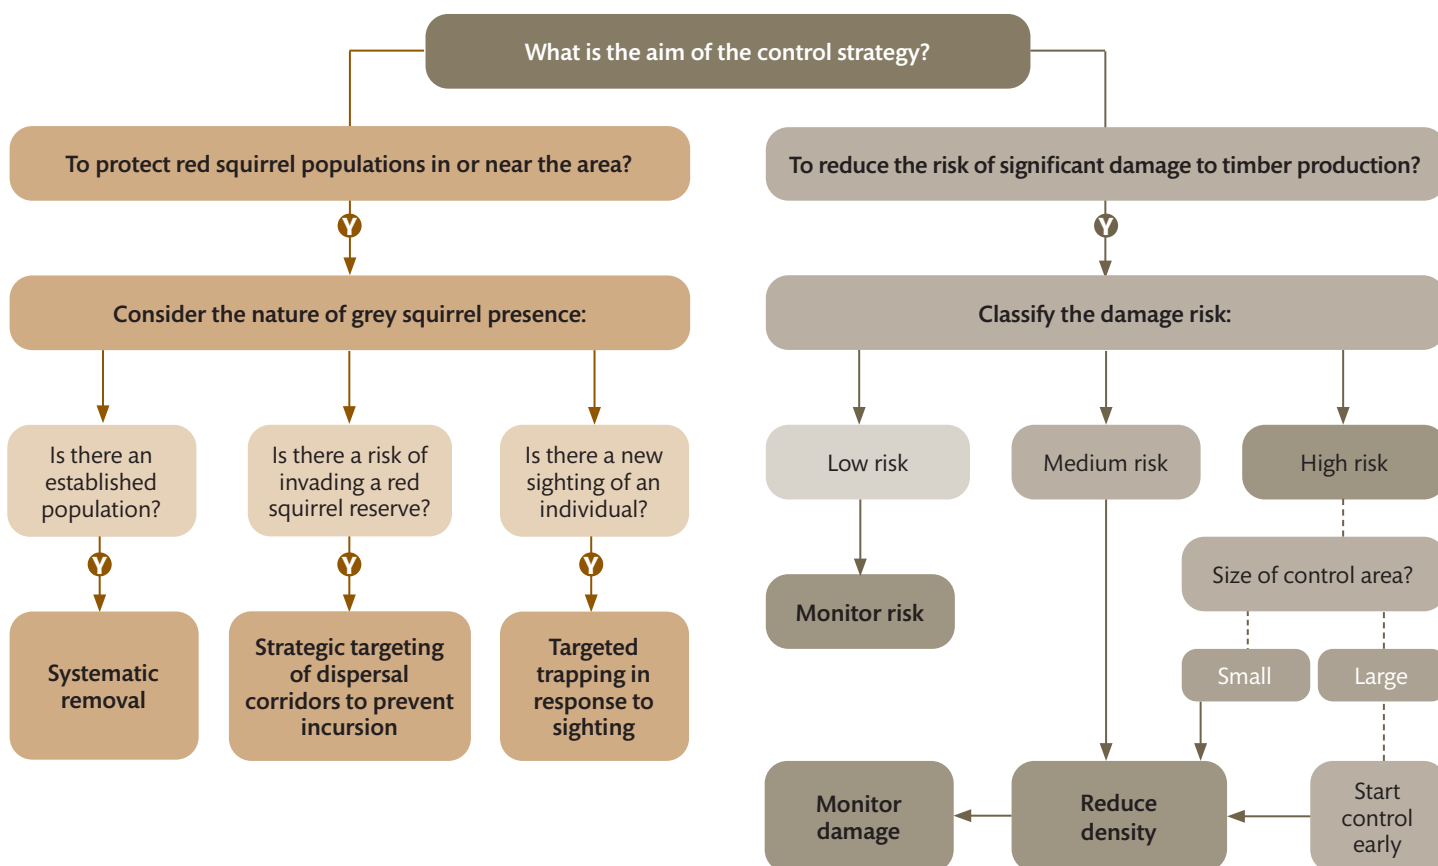 What is the aim of the control strategy?
To protect red squirrel populations in or near the area?
To reduce the risk of significant damage to timber production?
Y
Y
Consider the nature of grey squirrel presence:
Classify the damage risk:
Is there an
established
population?
Is there a risk of
invading a red
squirrel reserve?
Is there a new
sighting of an
individual?
Low risk
Medium risk
High risk
Y
Y
Y
Size of control area?
Systematic
removal
Strategic targeting
of dispersal
corridors to prevent
incursion
Targeted
trapping in
response to
sighting
Monitor risk
Small
Large
Monitor
damage
Reduce
density
Start
control
early